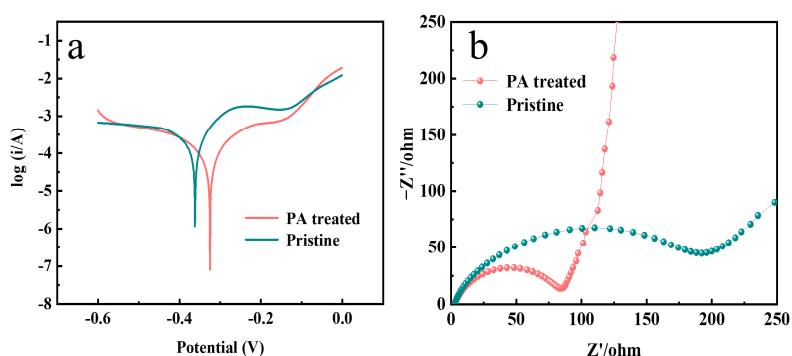 a
-1
-2
-3
-4
-5
-6
-7
-8
log (i/A)
PA treated
Pristine
-0.6
-0.4
-0.2
0.0
Potential (V)
b
250
200
150
100
50
0
−Z''/ohm
PA treated
Pristine
0
50
100
150
200
250
Z'/ohm